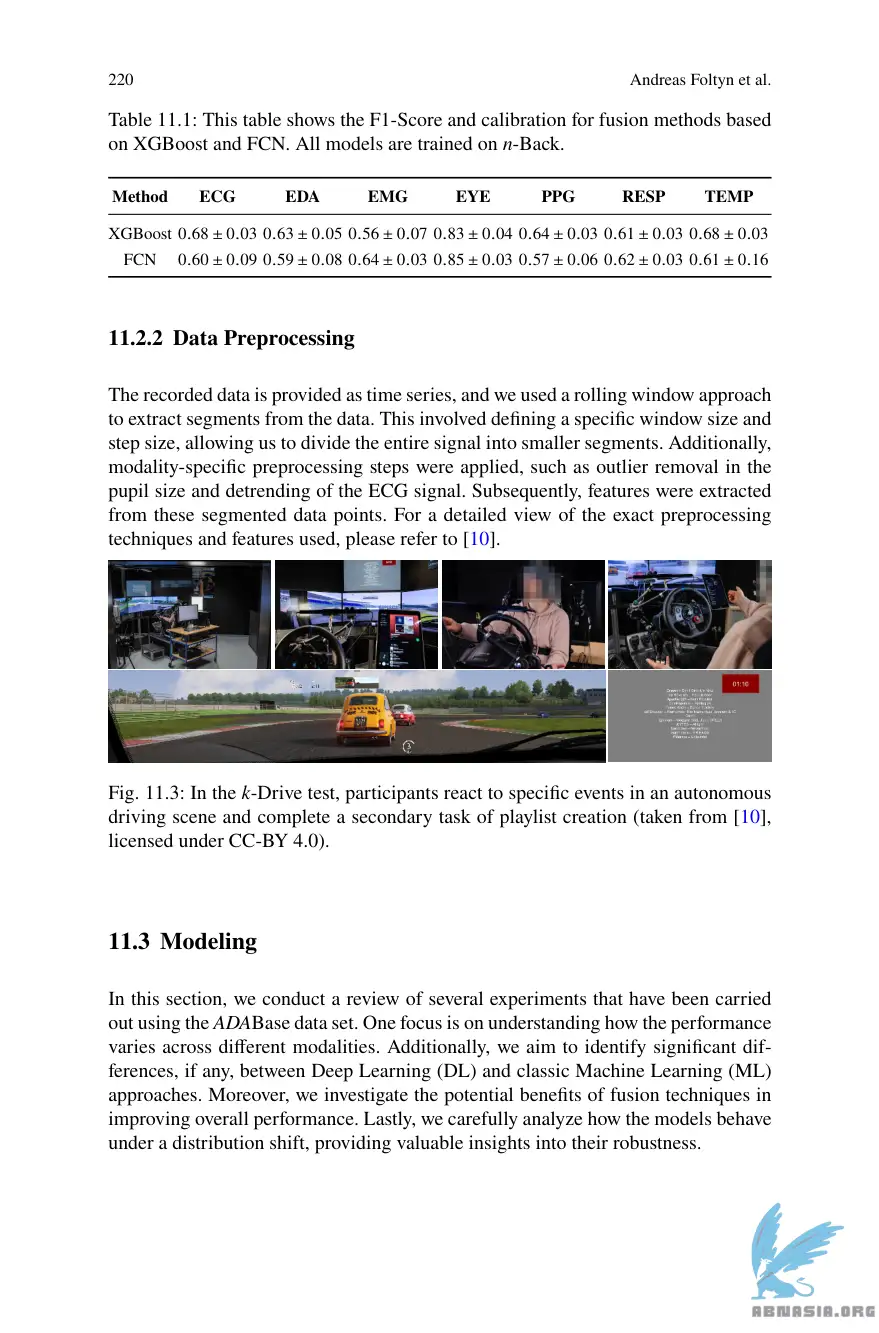 220
Andreas Foltyn et al.
Table 11.1: This table shows the F1-Score and calibration for fusion methods based
on XGBoost and FCN. All models are trained on n-Back.
Method ECG EDA EMG EYE PPG RESP TEMP
XGBoost 0.68 ± 0.03 0.63 ± 0.05 0.56 ± 0.07 0.83 ± 0.04 0.64 ± 0.03 0.61 ± 0.03 0.68 ± 0.03
FCN 0.60 ± 0.09 0.59 ± 0.08 0.64 ± 0.03 0.85 ± 0.03 0.57 ± 0.06 0.62 ± 0.03 0.61 ± 0.16
11.2.2 Data Preprocessing
The recorded data is provided as time series, and we used a rolling window approach
to extract segments from the data. This involved defining a specific window size and
step size, allowing us to divide the entire signal into smaller segments. Additionally,
modality-specific preprocessing steps were applied, such as outlier removal in the
pupil size and detrending of the ECG signal. Subsequently, features were extracted
from these segmented data points. For a detailed view of the exact preprocessing
techniques and features used, please refer to [10].
01:10
Fig. 11.3: In the k-Drive test, participants react to specific events in an autonomous
driving scene and complete a secondary task of playlist creation (taken from [10],
licensed under CC-BY 4.0).
11.3 Modeling
In this section, we conduct a review of several experiments that have been carried
out using the ADABase data set. One focus is on understanding how the performance
varies across different modalities. Additionally, we aim to identify significant dif-
ferences, if any, between Deep Learning (DL) and classic Machine Learning (ML)
approaches. Moreover, we investigate the potential benefits of fusion techniques in
improving overall performance. Lastly, we carefully analyze how the models behave
under a distribution shift, providing valuable insights into their robustness.
ABNASIA.ORG